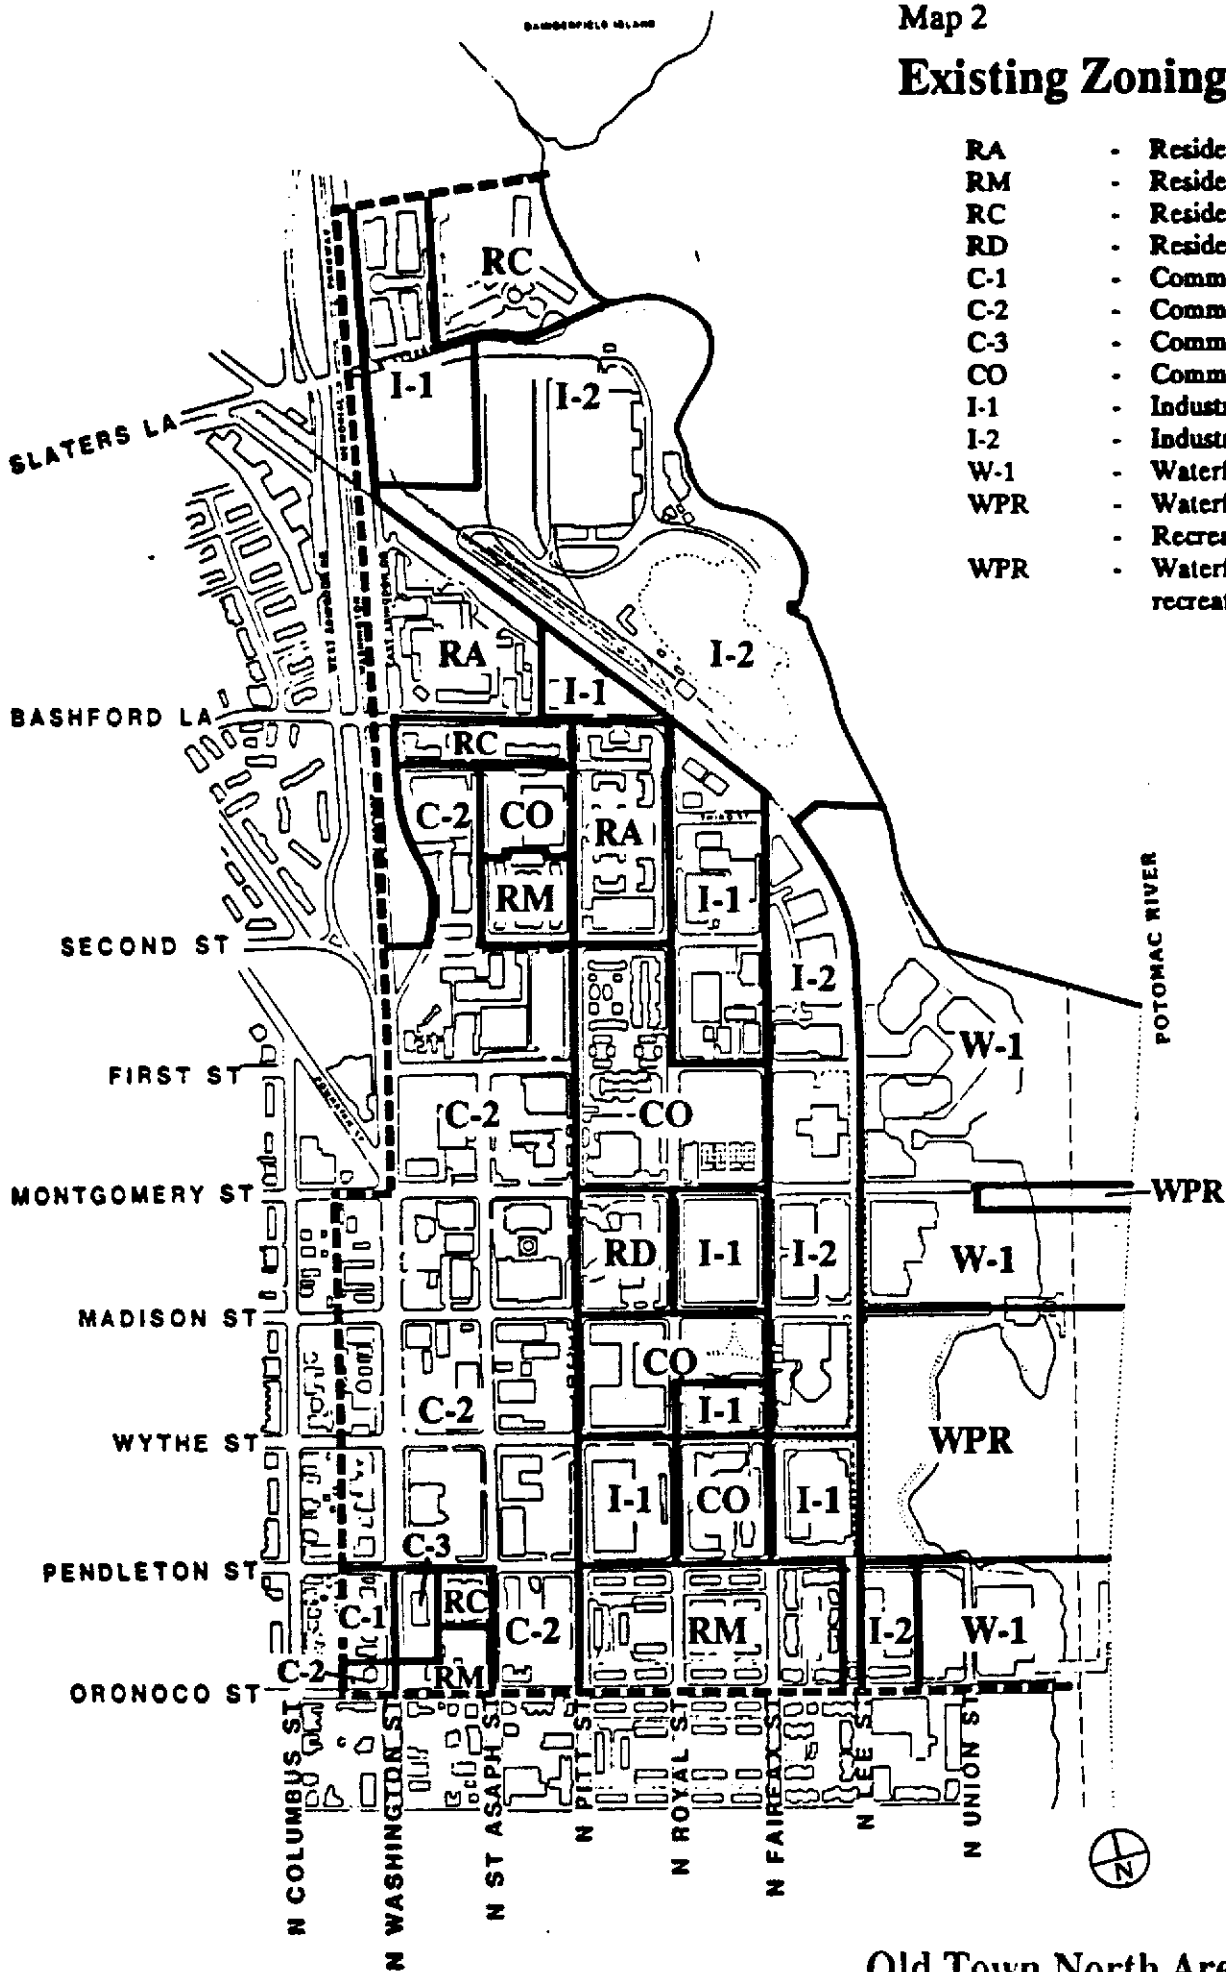 DAINGERFIELD ISLAND
Map 2
Existing Zoning
RA - Reside
RM - Reside
RC - Reside
RD - Reside
C-1 - Comm
C-2 - Comm
C-3 - Comm
CO - Comm
I-1 - Industr
I-2 - Industr
W-1 - Waterf
WPR - Waterf
- Recrea
WPR - Waterf
recreat
RC
I-1
I-2
SLATERS LA
RA
I-2
I-1
BASHFORD LA
RC
C-2
CO
RA
RM
I-1
SECOND ST
I-2
POTOMAC RIVER
W-1
FIRST ST
C-2
CO
MONTGOMERY ST
WPR
RD
I-1
I-2
W-1
MADISON ST
CO
C-2
I-1
WYTHE ST
WPR
I-1
CO
I-1
C-3
PENDLETON ST
C-1
RC
C-2
RM
I-2
W-1
C-2
RM
ORONOCO ST
N COLUMBUS ST
N WASHINGTON ST
N ST ASAPH ST
N PITT ST
N ROYAL ST
N FAIRFAX ST
N LEE ST
N UNION ST
N
Old Town North Are